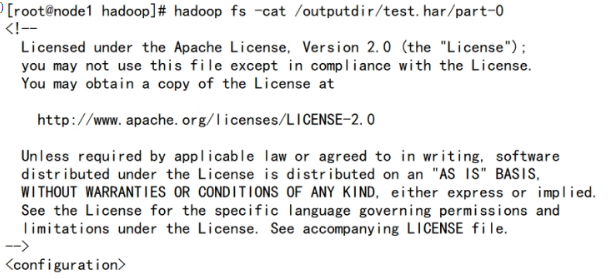 )[root@node1 hadoop]# hadoop fs -cat /outputdir/test.har/part-0
<!--
  Licensed under the Apache License, Version 2.0 (the "License");
  you may not use this file except in compliance with the License.
  You may obtain a copy of the License at

    http://www.apache.org/licenses/LICENSE-2.0

  Unless required by applicable law or agreed to in writing, software
  distributed under the License is distributed on an "AS IS" BASIS,
  WITHOUT WARRANTIES OR CONDITIONS OF ANY KIND, either express or implied.
  See the License for the specific language governing permissions and
  limitations under the License. See accompanying LICENSE file.
-->
<configuration>